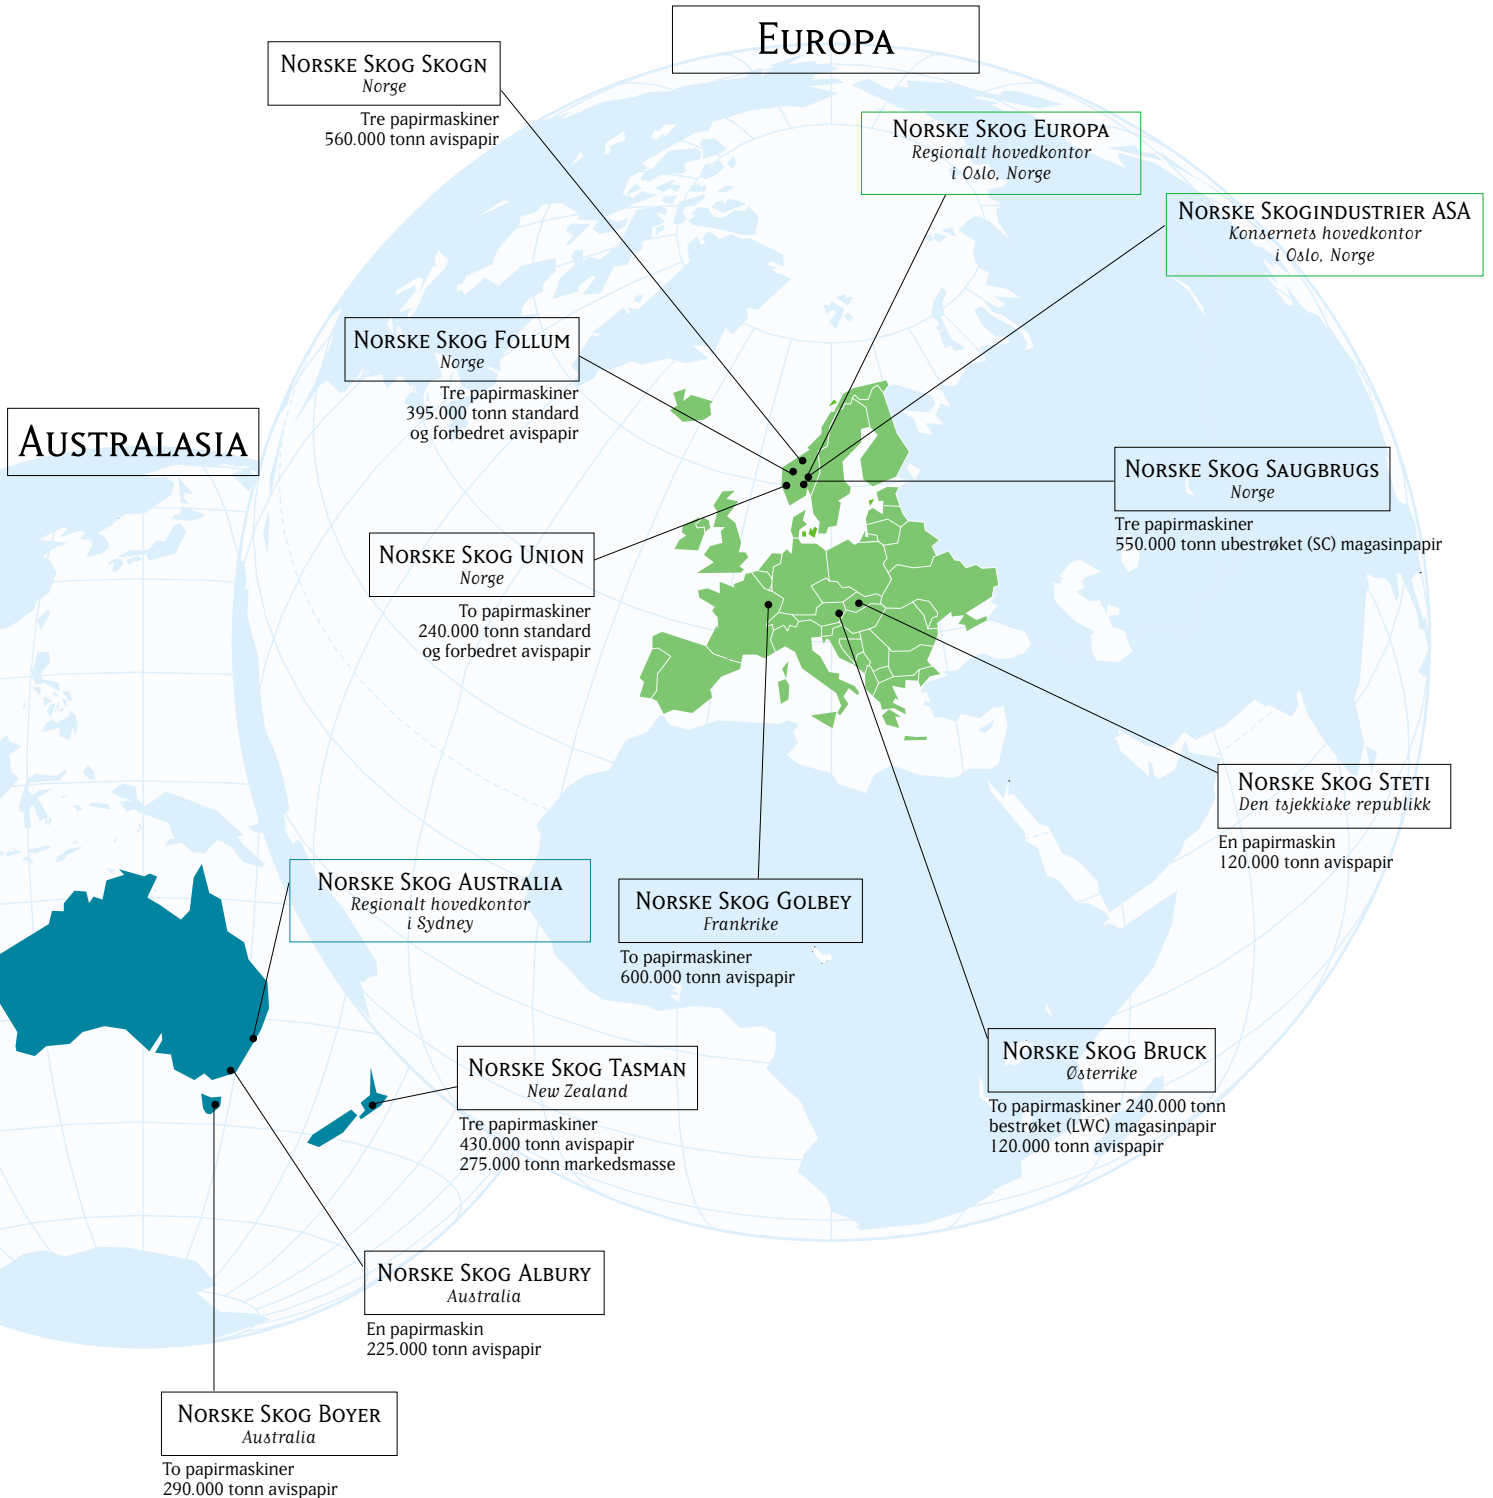 EUROPA
NORSKE SKOG SKOGN
Norge
Tre papirmaskiner
560.000 tonn avispapir
NORSKE SKOG EUROPA
Regionalt hovedkontor
i Oslo, Norge
NORSKE SKOGINDUSTRIER ASA
Konsernets hovedkontor
i Oslo, Norge
NORSKE SKOG FOLLUM
Norge
Tre papirmaskiner
395.000 tonn standard
og forbedret avispapir
AUSTRALASIA
NORSKE SKOG SAUGBRUGS
Norge
Tre papirmaskiner
550.000 tonn ubestrøket (SC) magasinpapir
NORSKE SKOG UNION
Norge
To papirmaskiner
240.000 tonn standard
og forbedret avispapir
NORSKE SKOG STETI
Den tsjekkiske republikk
En papirmaskin
120.000 tonn avispapir
NORSKE SKOG AUSTRALIA
Regionalt hovedkontor
i Sydney
NORSKE SKOG GOLBEY
Frankrike
To papirmaskiner
600.000 tonn avispapir
NORSKE SKOG BRUCK
Østerrike
To papirmaskiner 240.000 tonn
bestrøket (LWC) magasinpapir
120.000 tonn avispapir
NORSKE SKOG TASMAN
New Zealand
Tre papirmaskiner
430.000 tonn avispapir
275.000 tonn markedsmasse
NORSKE SKOG ALBURY
Australia
En papirmaskin
225.000 tonn avispapir
NORSKE SKOG BOYER
Australia
To papirmaskiner
290.000 tonn avispapir